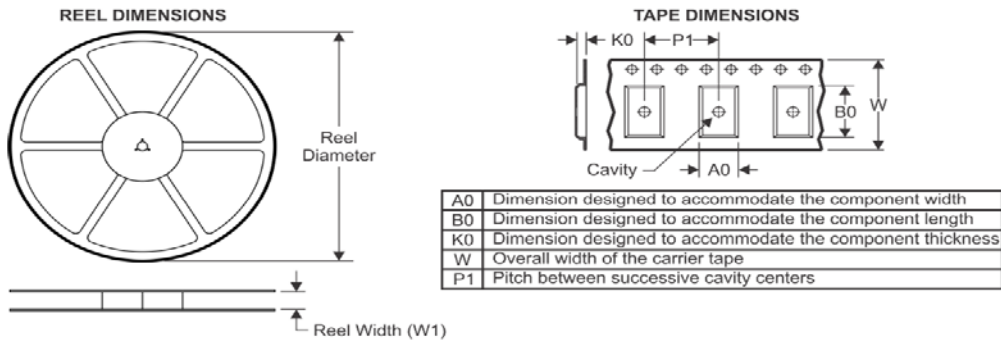 REEL DIMENSIONS
Reel
Diameter
Reel Width (W1)
TAPE DIMENSIONS
K0
P1
W
B0
Cavity
A0
A0 Dimension designed to accommodate the component width
B0 Dimension designed to accommodate the component length
K0 Dimension designed to accommodate the component thickness
W Overall width of the carrier tape
P1 Pitch between successive cavity centers